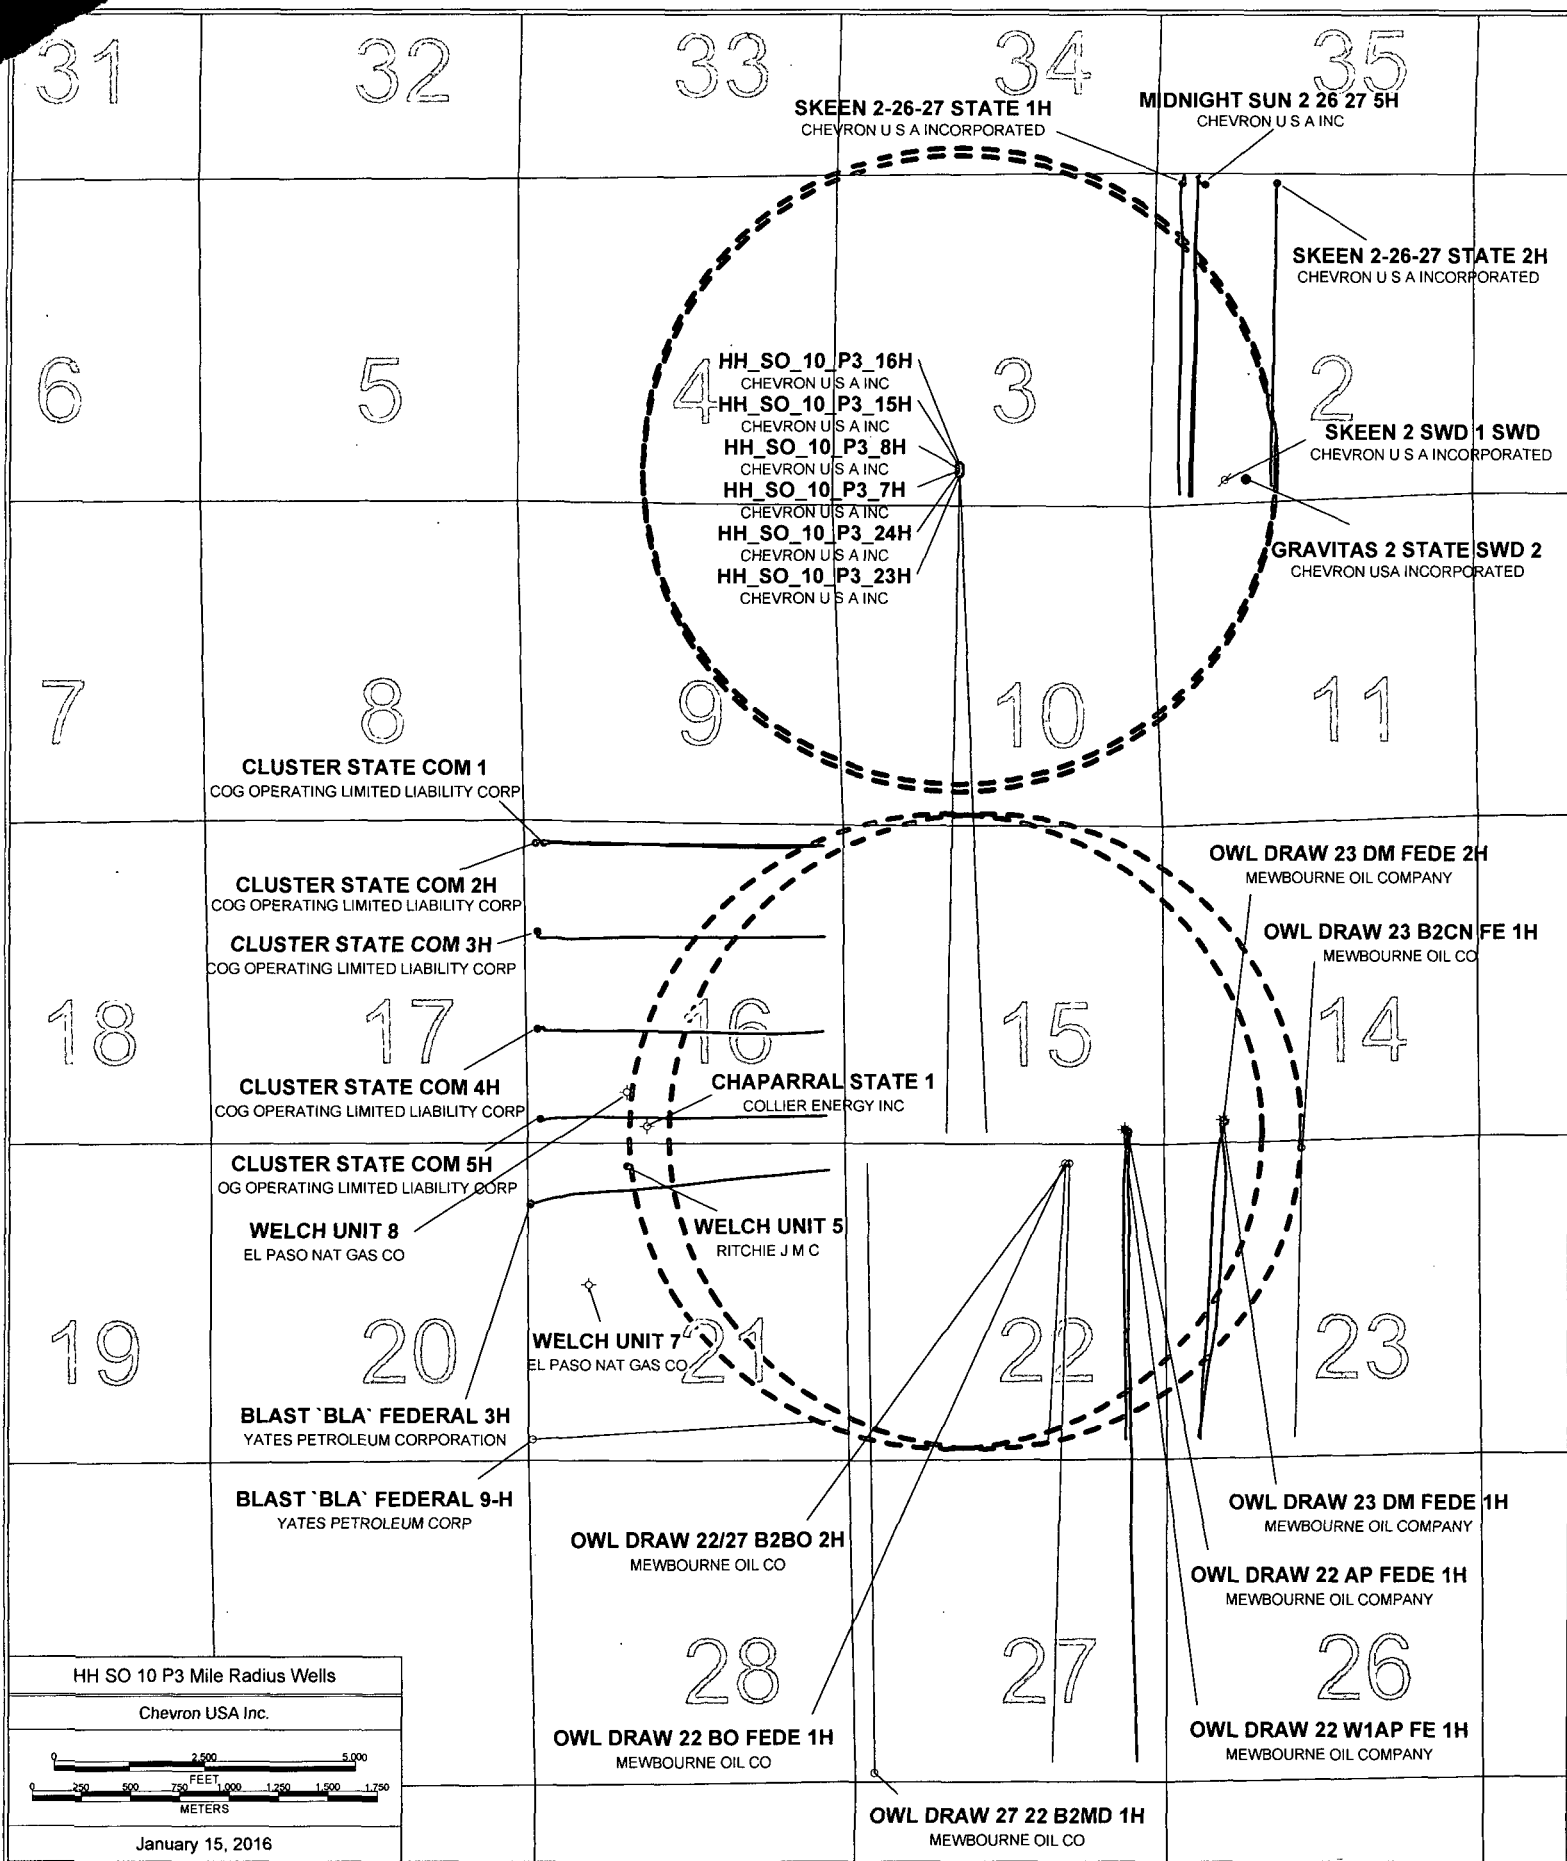 31
32
33
34
35
SKEEN 2-26-27 STATE 1H
CHEVRON U S A INCORPORATED
MIDNIGHT SUN 2 26 27 5H
CHEVRON U S A INC
SKEEN 2-26-27 STATE 2H
CHEVRON U S A INCORPORATED
6
5
4
3
2
HH_SO_10_P3_16H
CHEVRON U S A INC
HH_SO_10_P3_15H
CHEVRON U S A INC
HH_SO_10_P3_8H
CHEVRON U S A INC
HH_SO_10_P3_7H
CHEVRON U S A INC
HH_SO_10_P3_24H
CHEVRON U S A INC
HH_SO_10_P3_23H
CHEVRON U S A INC
SKEEN 2 SWD 1 SWD
CHEVRON U S A INCORPORATED
GRAVITAS 2 STATE SWD 2
CHEVRON USA INCORPORATED
7
8
9
10
11
CLUSTER STATE COM 1
COG OPERATING LIMITED LIABILITY CORP
CLUSTER STATE COM 2H
COG OPERATING LIMITED LIABILITY CORP
CLUSTER STATE COM 3H
COG OPERATING LIMITED LIABILITY CORP
OWL DRAW 23 DM FEDE 2H
MEWBOURNE OIL COMPANY
OWL DRAW 23 B2CN FE 1H
MEWBOURNE OIL CO
18
17
16
15
14
CLUSTER STATE COM 4H
COG OPERATING LIMITED LIABILITY CORP
CHAPARRAL STATE 1
COLLIER ENERGY INC
CLUSTER STATE COM 5H
OG OPERATING LIMITED LIABILITY CORP
WELCH UNIT 8
EL PASO NAT GAS CO
WELCH UNIT 5
RITCHIE J M C
WELCH UNIT 7
EL PASO NAT GAS CO
19
20
21
22
23
BLAST `BLA` FEDERAL 3H
YATES PETROLEUM CORPORATION
BLAST `BLA` FEDERAL 9-H
YATES PETROLEUM CORP
OWL DRAW 22/27 B2BO 2H
MEWBOURNE OIL CO
OWL DRAW 23 DM FEDE 1H
MEWBOURNE OIL COMPANY
OWL DRAW 22 AP FEDE 1H
MEWBOURNE OIL COMPANY
28
27
26
OWL DRAW 22 BO FEDE 1H
MEWBOURNE OIL CO
OWL DRAW 22 W1AP FE 1H
MEWBOURNE OIL COMPANY
OWL DRAW 27 22 B2MD 1H
MEWBOURNE OIL CO
HH SO 10 P3 Mile Radius Wells
Chevron USA Inc.
0 2,500 5,000
FEET
0 250 500 750 1,000 1,250 1,500 1,750
METERS
January 15, 2016